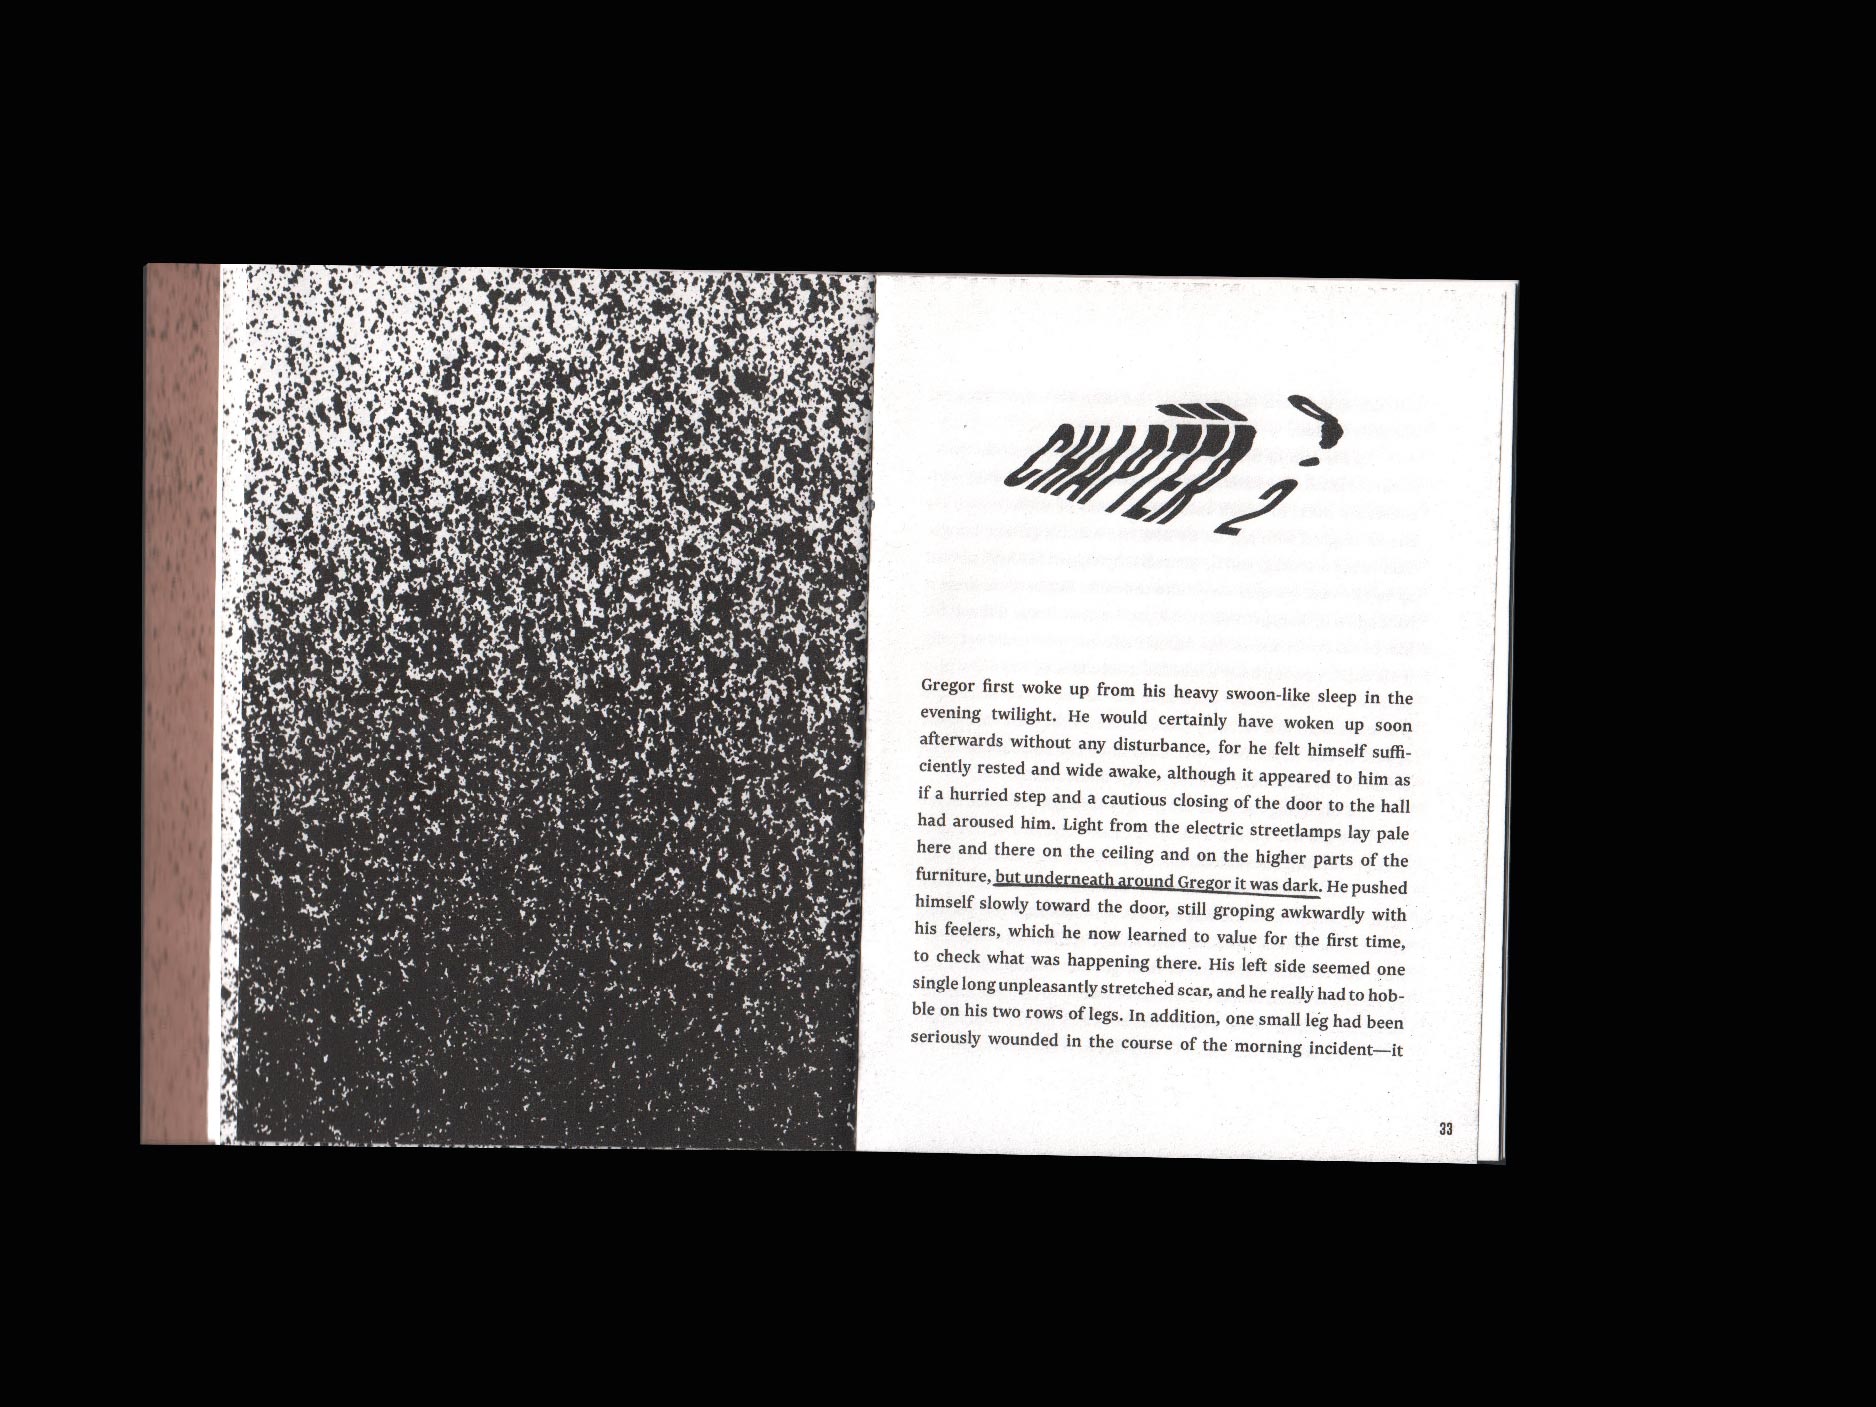 CHAPTER 2
Gregor first woke up from his heavy swoon-like sleep in the
evening twilight. He would certainly have woken up soon
afterwards without any disturbance, for he felt himself suffi-
ciently rested and wide awake, although it appeared to him as
if a hurried step and a cautious closing of the door to the hall
had aroused him. Light from the electric streetlamps lay pale
here and there on the ceiling and on the higher parts of the
furniture, but underneath around Gregor it was dark. He pushed
himself slowly toward the door, still groping awkwardly with
his feelers, which he now learned to value for the first time,
to check what was happening there. His left side seemed one
single long unpleasantly stretched scar, and he really had to hob-
ble on his two rows of legs. In addition, one small leg had been
seriously wounded in the course of the morning incident—it
33